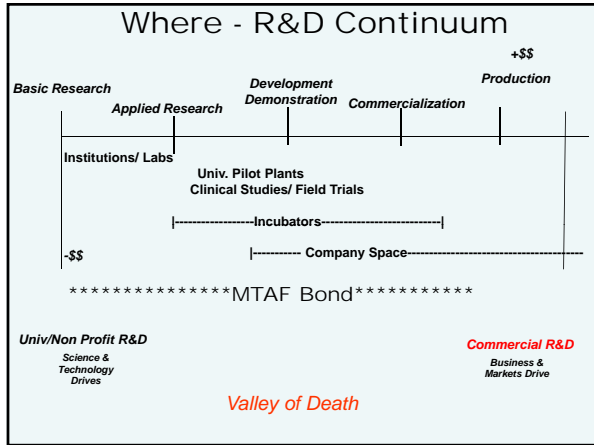 Where - R&D Continuum
+$$
Basic Research
Applied Research
Development
Demonstration
Commercialization
Production
Institutions/ Labs
Univ. Pilot Plants
Clinical Studies/ Field Trials
|-----------------Incubators-------------------------|
-$$
|----------- Company Space----------------------------------------
***************MTAF Bond***********
Univ/Non Profit R&D
Science &
Technology
Drives
Commercial R&D
Business &
Markets Drive
Valley of Death